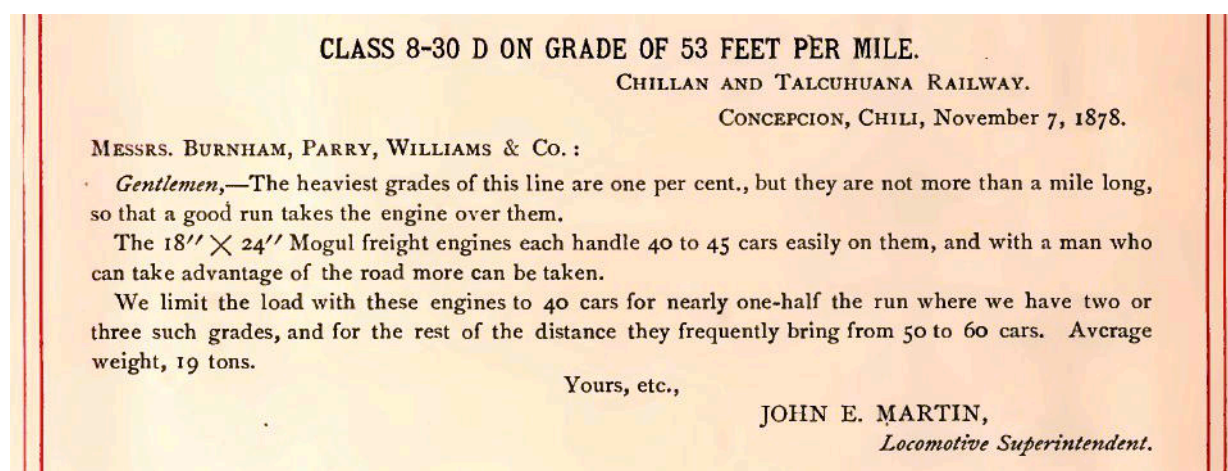 CLASS 8-30 D ON GRADE OF 53 FEET PER MILE.
CHILLAN AND TALCUHUANA RAILWAY.
CONCEPCION, CHILI, November 7, 1878.
MESSRS. BURNHAM, PARRY, WILLIAMS & Co.:
Gentlemen,—The heaviest grades of this line are one per cent., but they are not more than a mile long,
so that a good run takes the engine over them.
The 18″ × 24″ Mogul freight engines each handle 40 to 45 cars easily on them, and with a man who
can take advantage of the road more can be taken.
We limit the load with these engines to 40 cars for nearly one-half the run where we have two or
three such grades, and for the rest of the distance they frequently bring from 50 to 60 cars. Average
weight, 19 tons.
Yours, etc.,
JOHN E. MARTIN,
Locomotive Superintendent.